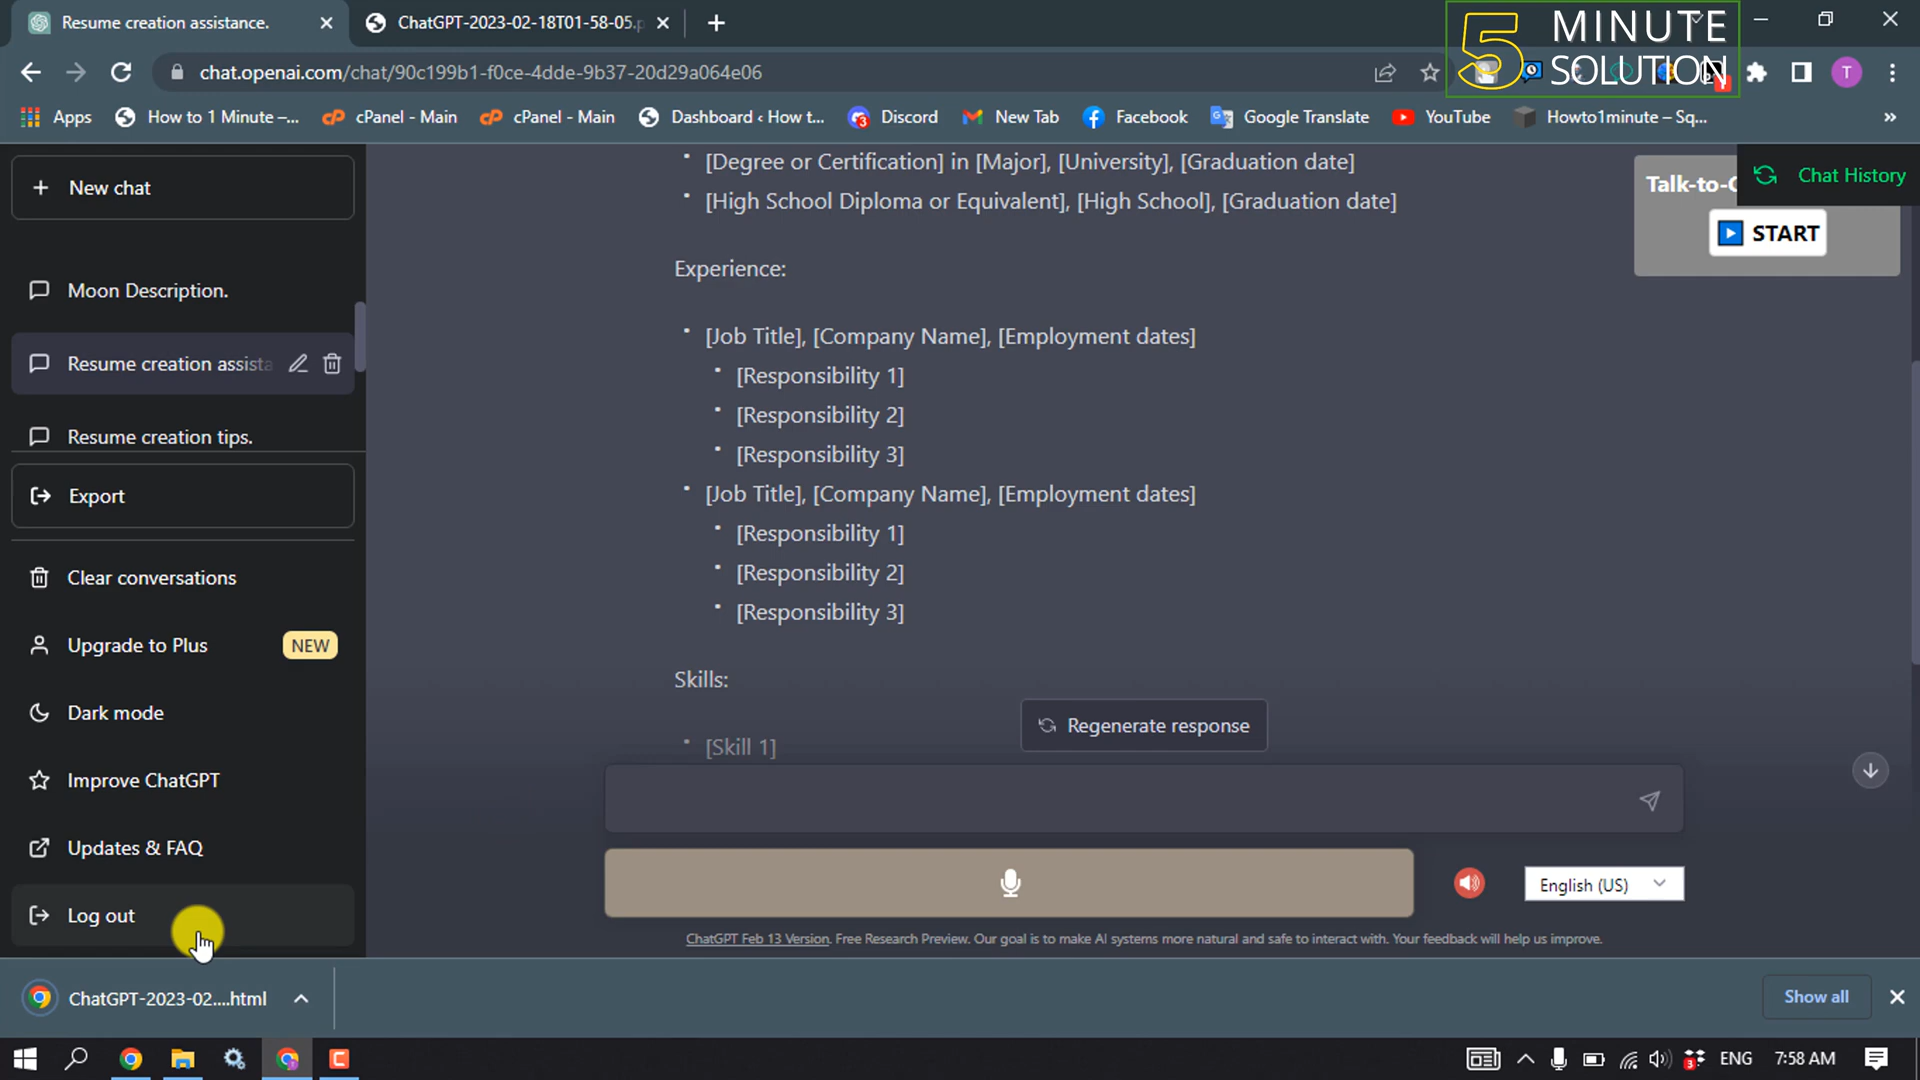 Resume creation assistance.
ChatGPT-2023-02-18T01-58-05.p
5 MINUTE SOLUTION
chat.openai.com/chat/90c199b1-f0ce-4dde-9b37-20d29a064e06
T
Apps
How to 1 Minute –...
cPanel - Main
cPanel - Main
Dashboard ‹ How t...
Discord
New Tab
Facebook
Google Translate
YouTube
Howto1minute – Sq...
»
New chat
Moon Description.
Resume creation assista
Resume creation tips.
Export
Clear conversations
Upgrade to Plus
NEW
Dark mode
Improve ChatGPT
Updates & FAQ
Log out
[Degree or Certification] in [Major], [University], [Graduation date]
[High School Diploma or Equivalent], [High School], [Graduation date]
Experience:
[Job Title], [Company Name], [Employment dates]
[Responsibility 1]
[Responsibility 2]
[Responsibility 3]
[Job Title], [Company Name], [Employment dates]
[Responsibility 1]
[Responsibility 2]
[Responsibility 3]
Skills:
[Skill 1]
Regenerate response
Talk-to-C
Chat History
START
English (US)
ChatGPT Feb 13 Version. Free Research Preview. Our goal is to make AI systems more natural and safe to interact with. Your feedback will help us improve.
ChatGPT-2023-02....html
Show all
ENG
7:58 AM